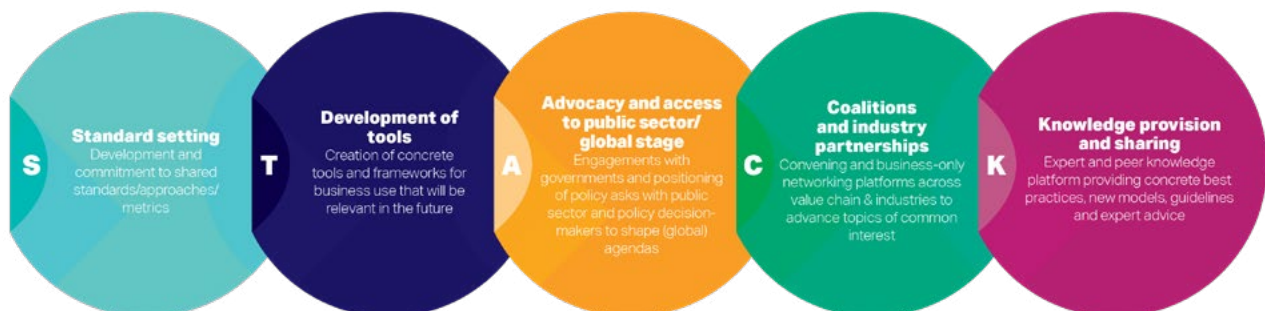 S
Standard setting
Development and
commitment to shared
standards/approaches/
metrics
T
Development of
tools
Creation of concrete
tools and frameworks for
business use that will be
relevant in the future
A
Advocacy and access
to public sector/
global stage
Engagements with
governments and positioning
of policy asks with public
sector and policy decision-
makers to shape (global)
agendas
C
Coalitions
and industry
partnerships
Convening and business-only
networking platforms across
value chain & industries to
advance topics of common
interest
K
Knowledge provision
and sharing
Expert and peer knowledge
platform providing concrete best
practices, new models, guidelines
and expert advice